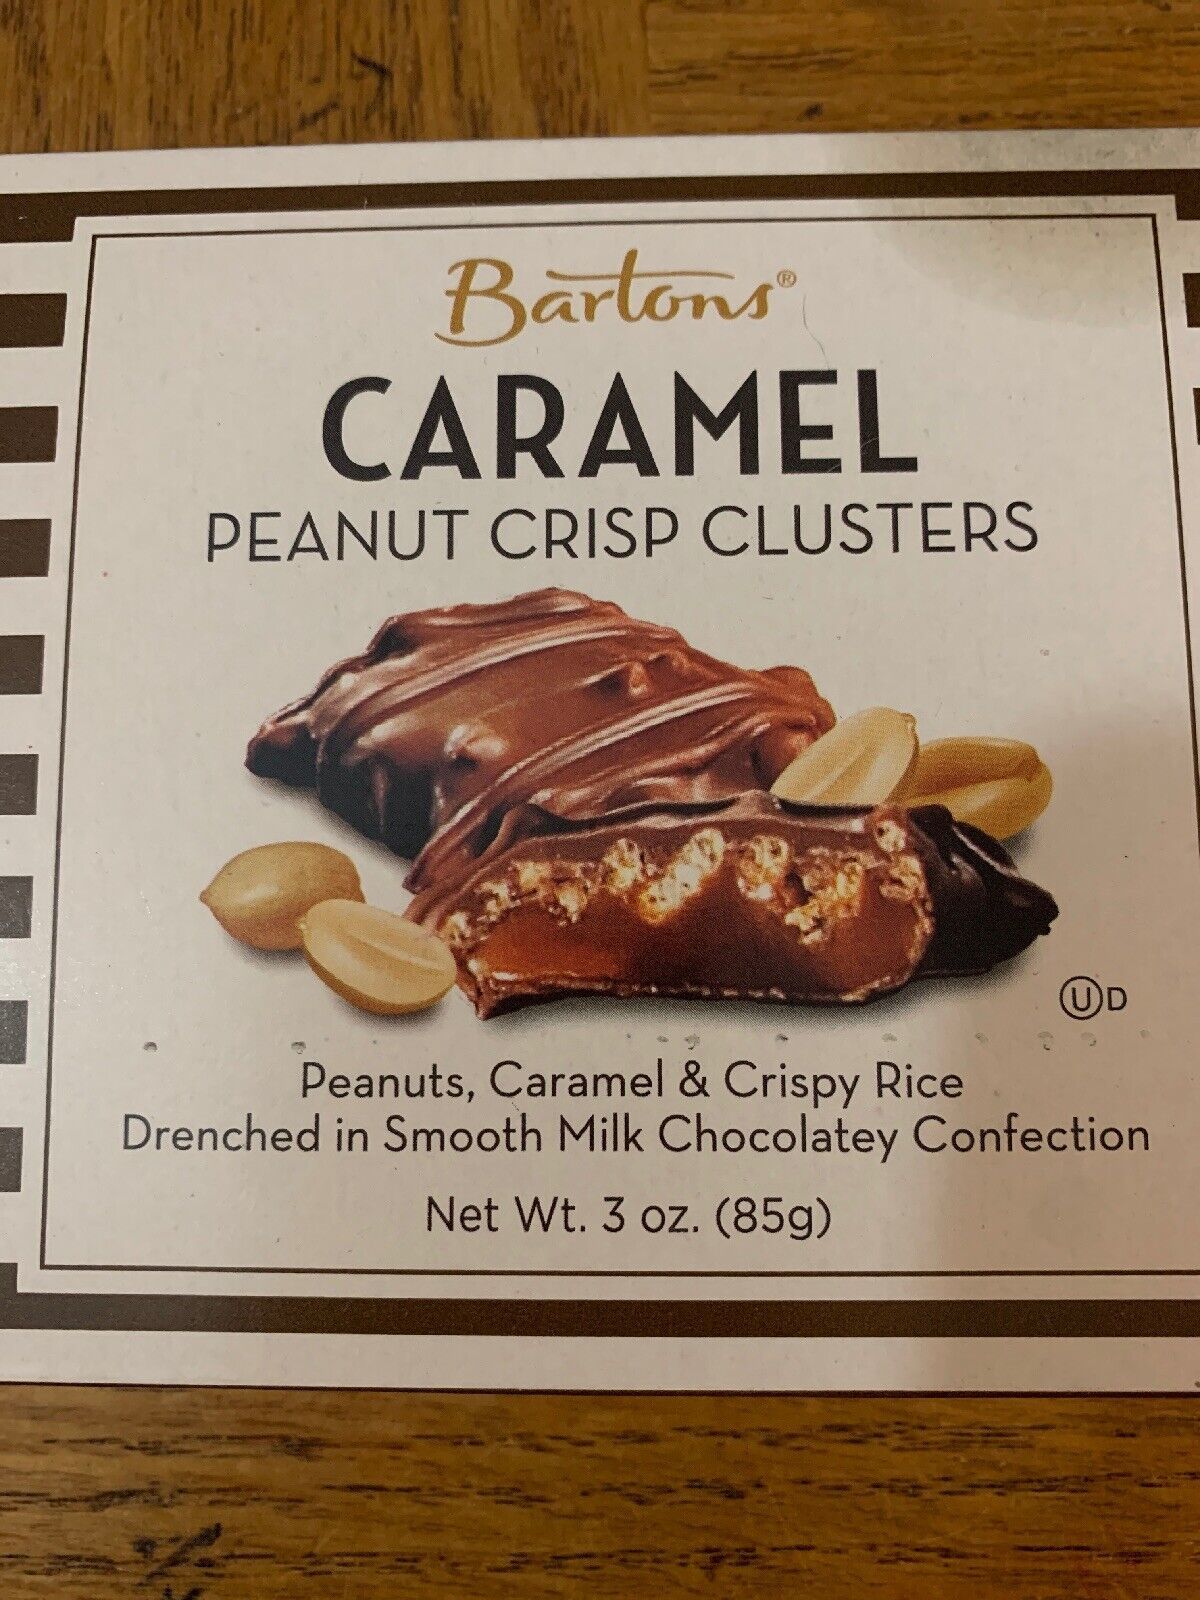 Bartons®
CARAMEL
PEANUT CRISP CLUSTERS
ⓊD
Peanuts, Caramel & Crispy Rice
Drenched in Smooth Milk Chocolatey Confection
Net Wt. 3 oz. (85g)